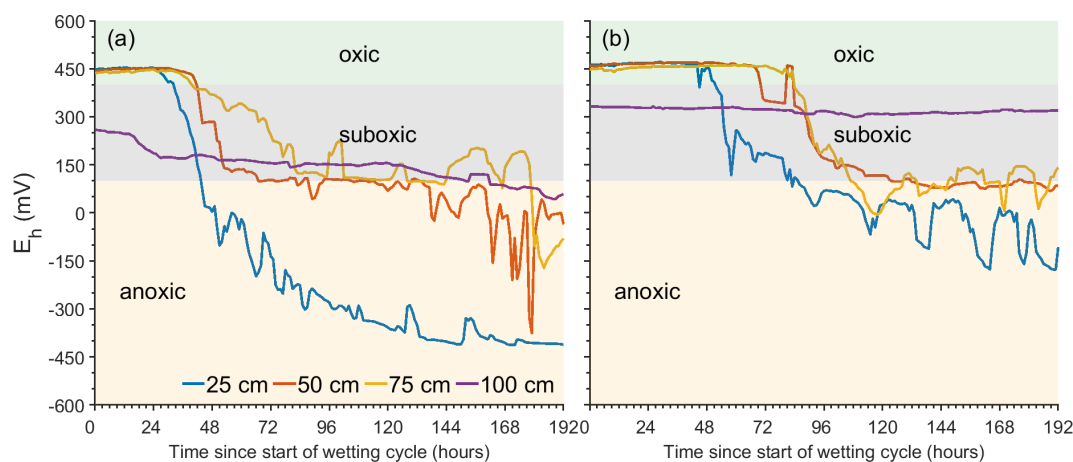 (a)
oxic
suboxic
anoxic
25 cm 50 cm 75 cm 100 cm
600
450
300
150
0
-150
-300
-450
-600
E_h (mV)
0 24 48 72 96 120 144 168 192
Time since start of wetting cycle (hours)
(b)
oxic
suboxic
anoxic
0 24 48 72 96 120 144 168 192
Time since start of wetting cycle (hours)